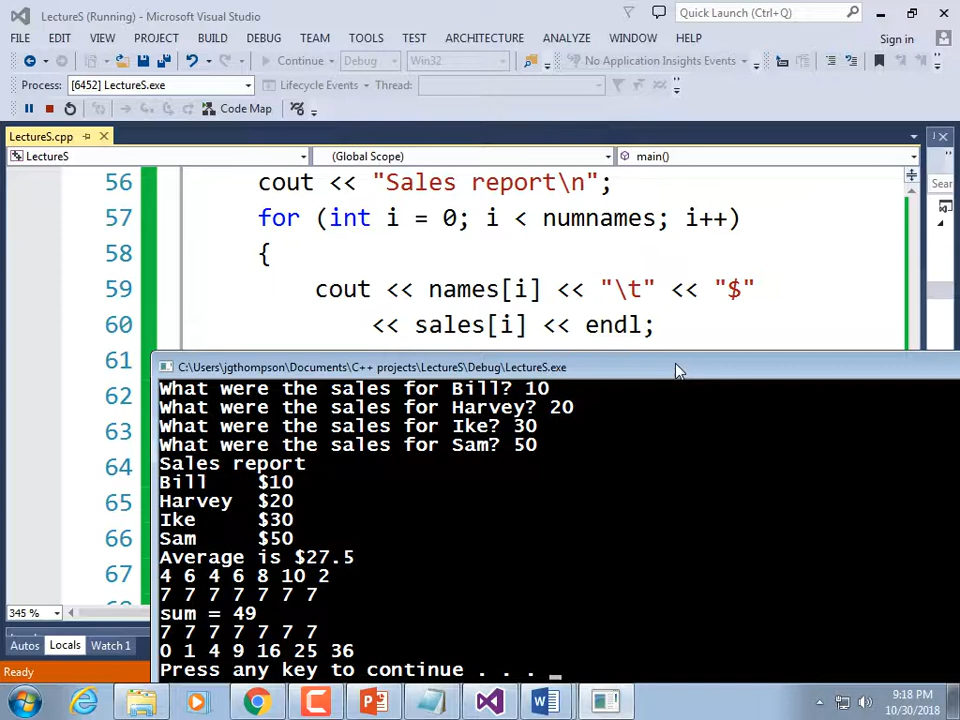 LectureS (Running) - Microsoft Visual Studio
Quick Launch (Ctrl+Q)
FILE EDIT VIEW PROJECT BUILD DEBUG TEAM TOOLS TEST ARCHITECTURE ANALYZE WINDOW HELP Sign in
Continue Debug Win32 No Application Insights Events
Process: [6452] LectureS.exe Lifecycle Events Thread:
Code Map
LectureS.cpp
LectureS (Global Scope) main()
Sear
56 cout << "Sales report\n";
57 for (int i = 0; i < numnames; i++)
58 {
59 cout << names[i] << "\t" << "$"
60 << sales[i] << endl;
61
62
63
64
65
66
67
C:\Users\jgthompson\Documents\C++ projects\LectureS\Debug\LectureS.exe
What were the sales for Bill? 10
What were the sales for Harvey? 20
What were the sales for Ike? 30
What were the sales for Sam? 50
Sales report
Bill $10
Harvey $20
Ike $30
Sam $50
Average is $27.5
4 6 4 6 8 10 2
7 7 7 7 7 7 7
sum = 49
7 7 7 7 7 7 7
0 1 4 9 16 25 36
Press any key to continue . . .
345 %
Autos Locals Watch 1
Ready
9:18 PM
10/30/2018